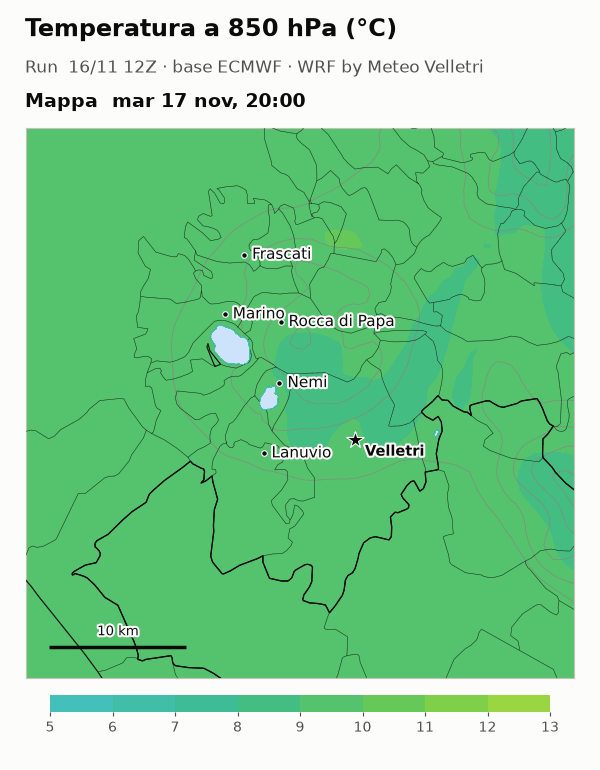 Temperatura a 850 hPa (°C)
Run 16/11 12Z · base ECMWF · WRF by Meteo Velletri
Mappa mar 17 nov, 20:00
Frascati
Marino
Rocca di Papa
Nemi
Velletri
Lanuvio
10 km
5 6 7 8 9 10 11 12 13